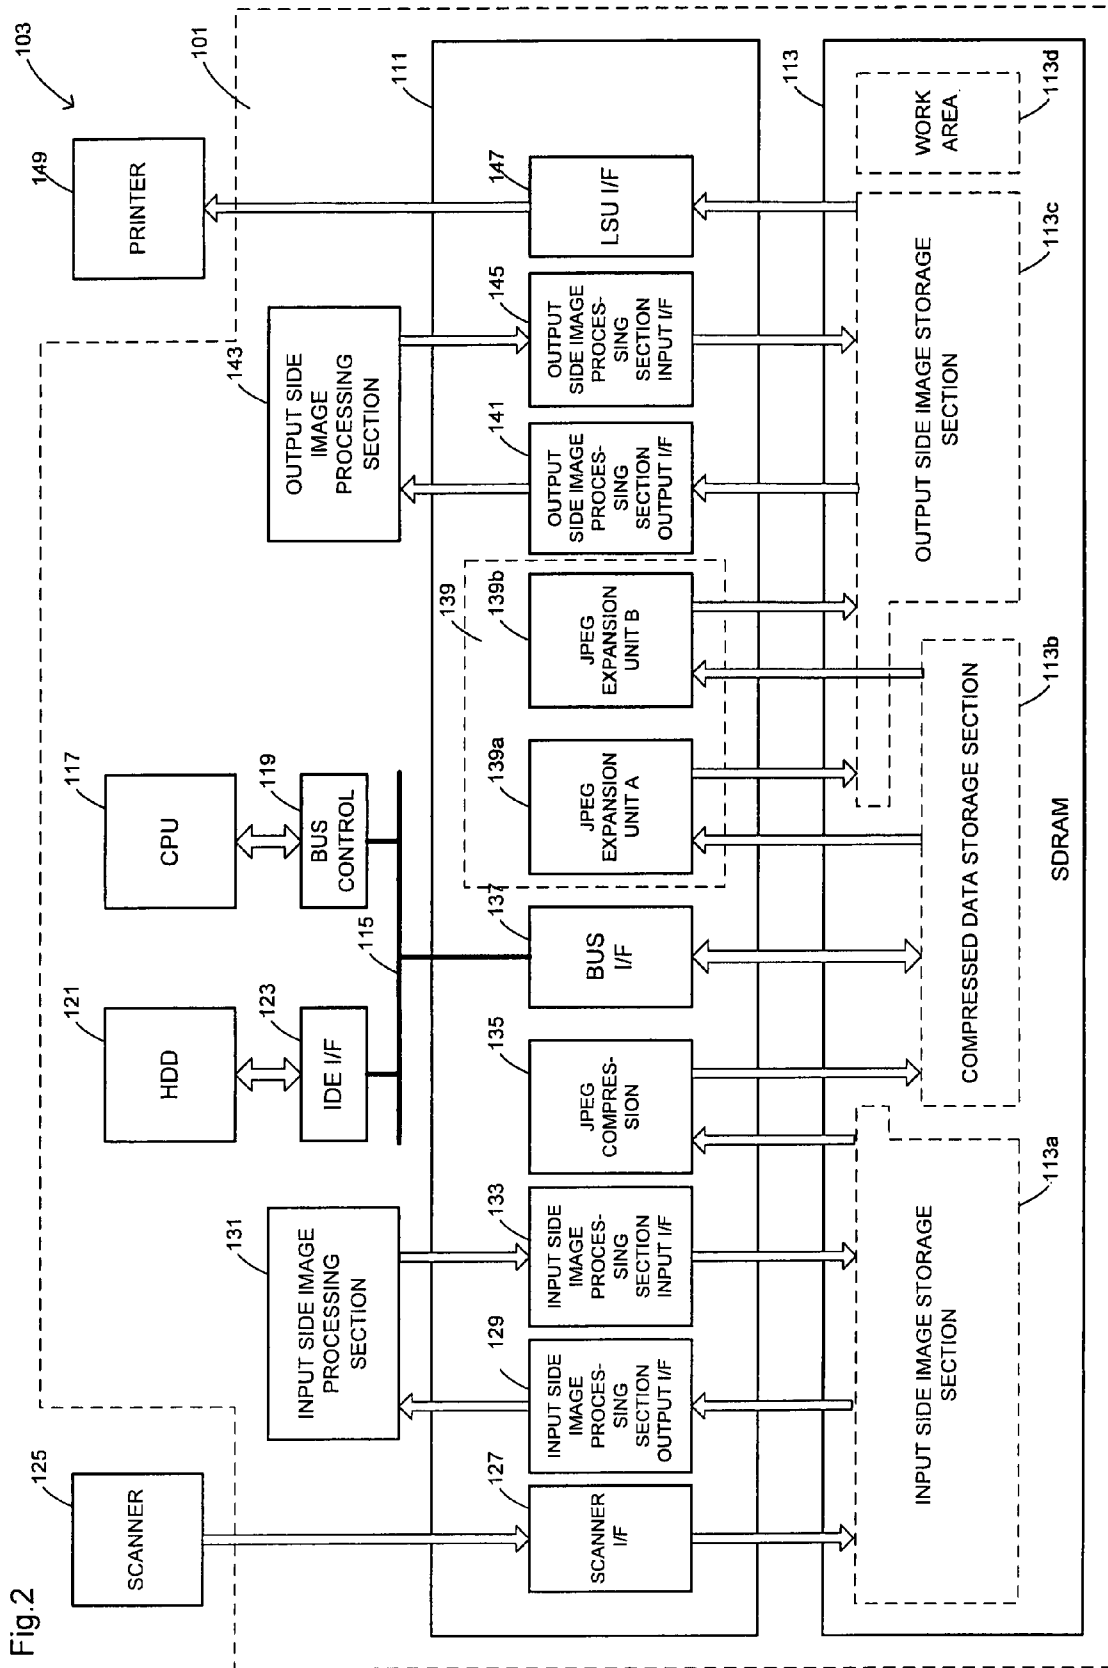 Fig.2
103
SCANNER
125
PRINTER
149
101
HDD
121
CPU
117
IDE I/F
123
BUS
CONTROL
119
115
INPUT SIDE IMAGE
PROCESSING
SECTION
131
OUTPUT SIDE
IMAGE
PROCESSING
SECTION
143
111
SCANNER
I/F
127
INPUT SIDE
IMAGE
PROCES-
SING
SECTION
OUTPUT I/F
129
INPUT SIDE
IMAGE
PROCES-
SING
SECTION
INPUT I/F
133
JPEG
COMPRES-
SION
135
BUS
I/F
137
139
JPEG
EXPANSION
UNIT A
139a
JPEG
EXPANSION
UNIT B
139b
OUTPUT
SIDE IMAGE
PROCES-
SING
SECTION
OUTPUT I/F
141
OUTPUT
SIDE IMAGE
PROCES-
SING
SECTION
INPUT I/F
145
LSU I/F
147
113
INPUT SIDE IMAGE STORAGE
SECTION
113a
COMPRESSED DATA STORAGE SECTION
113b
OUTPUT SIDE IMAGE STORAGE
SECTION
113c
WORK
AREA
113d
SDRAM